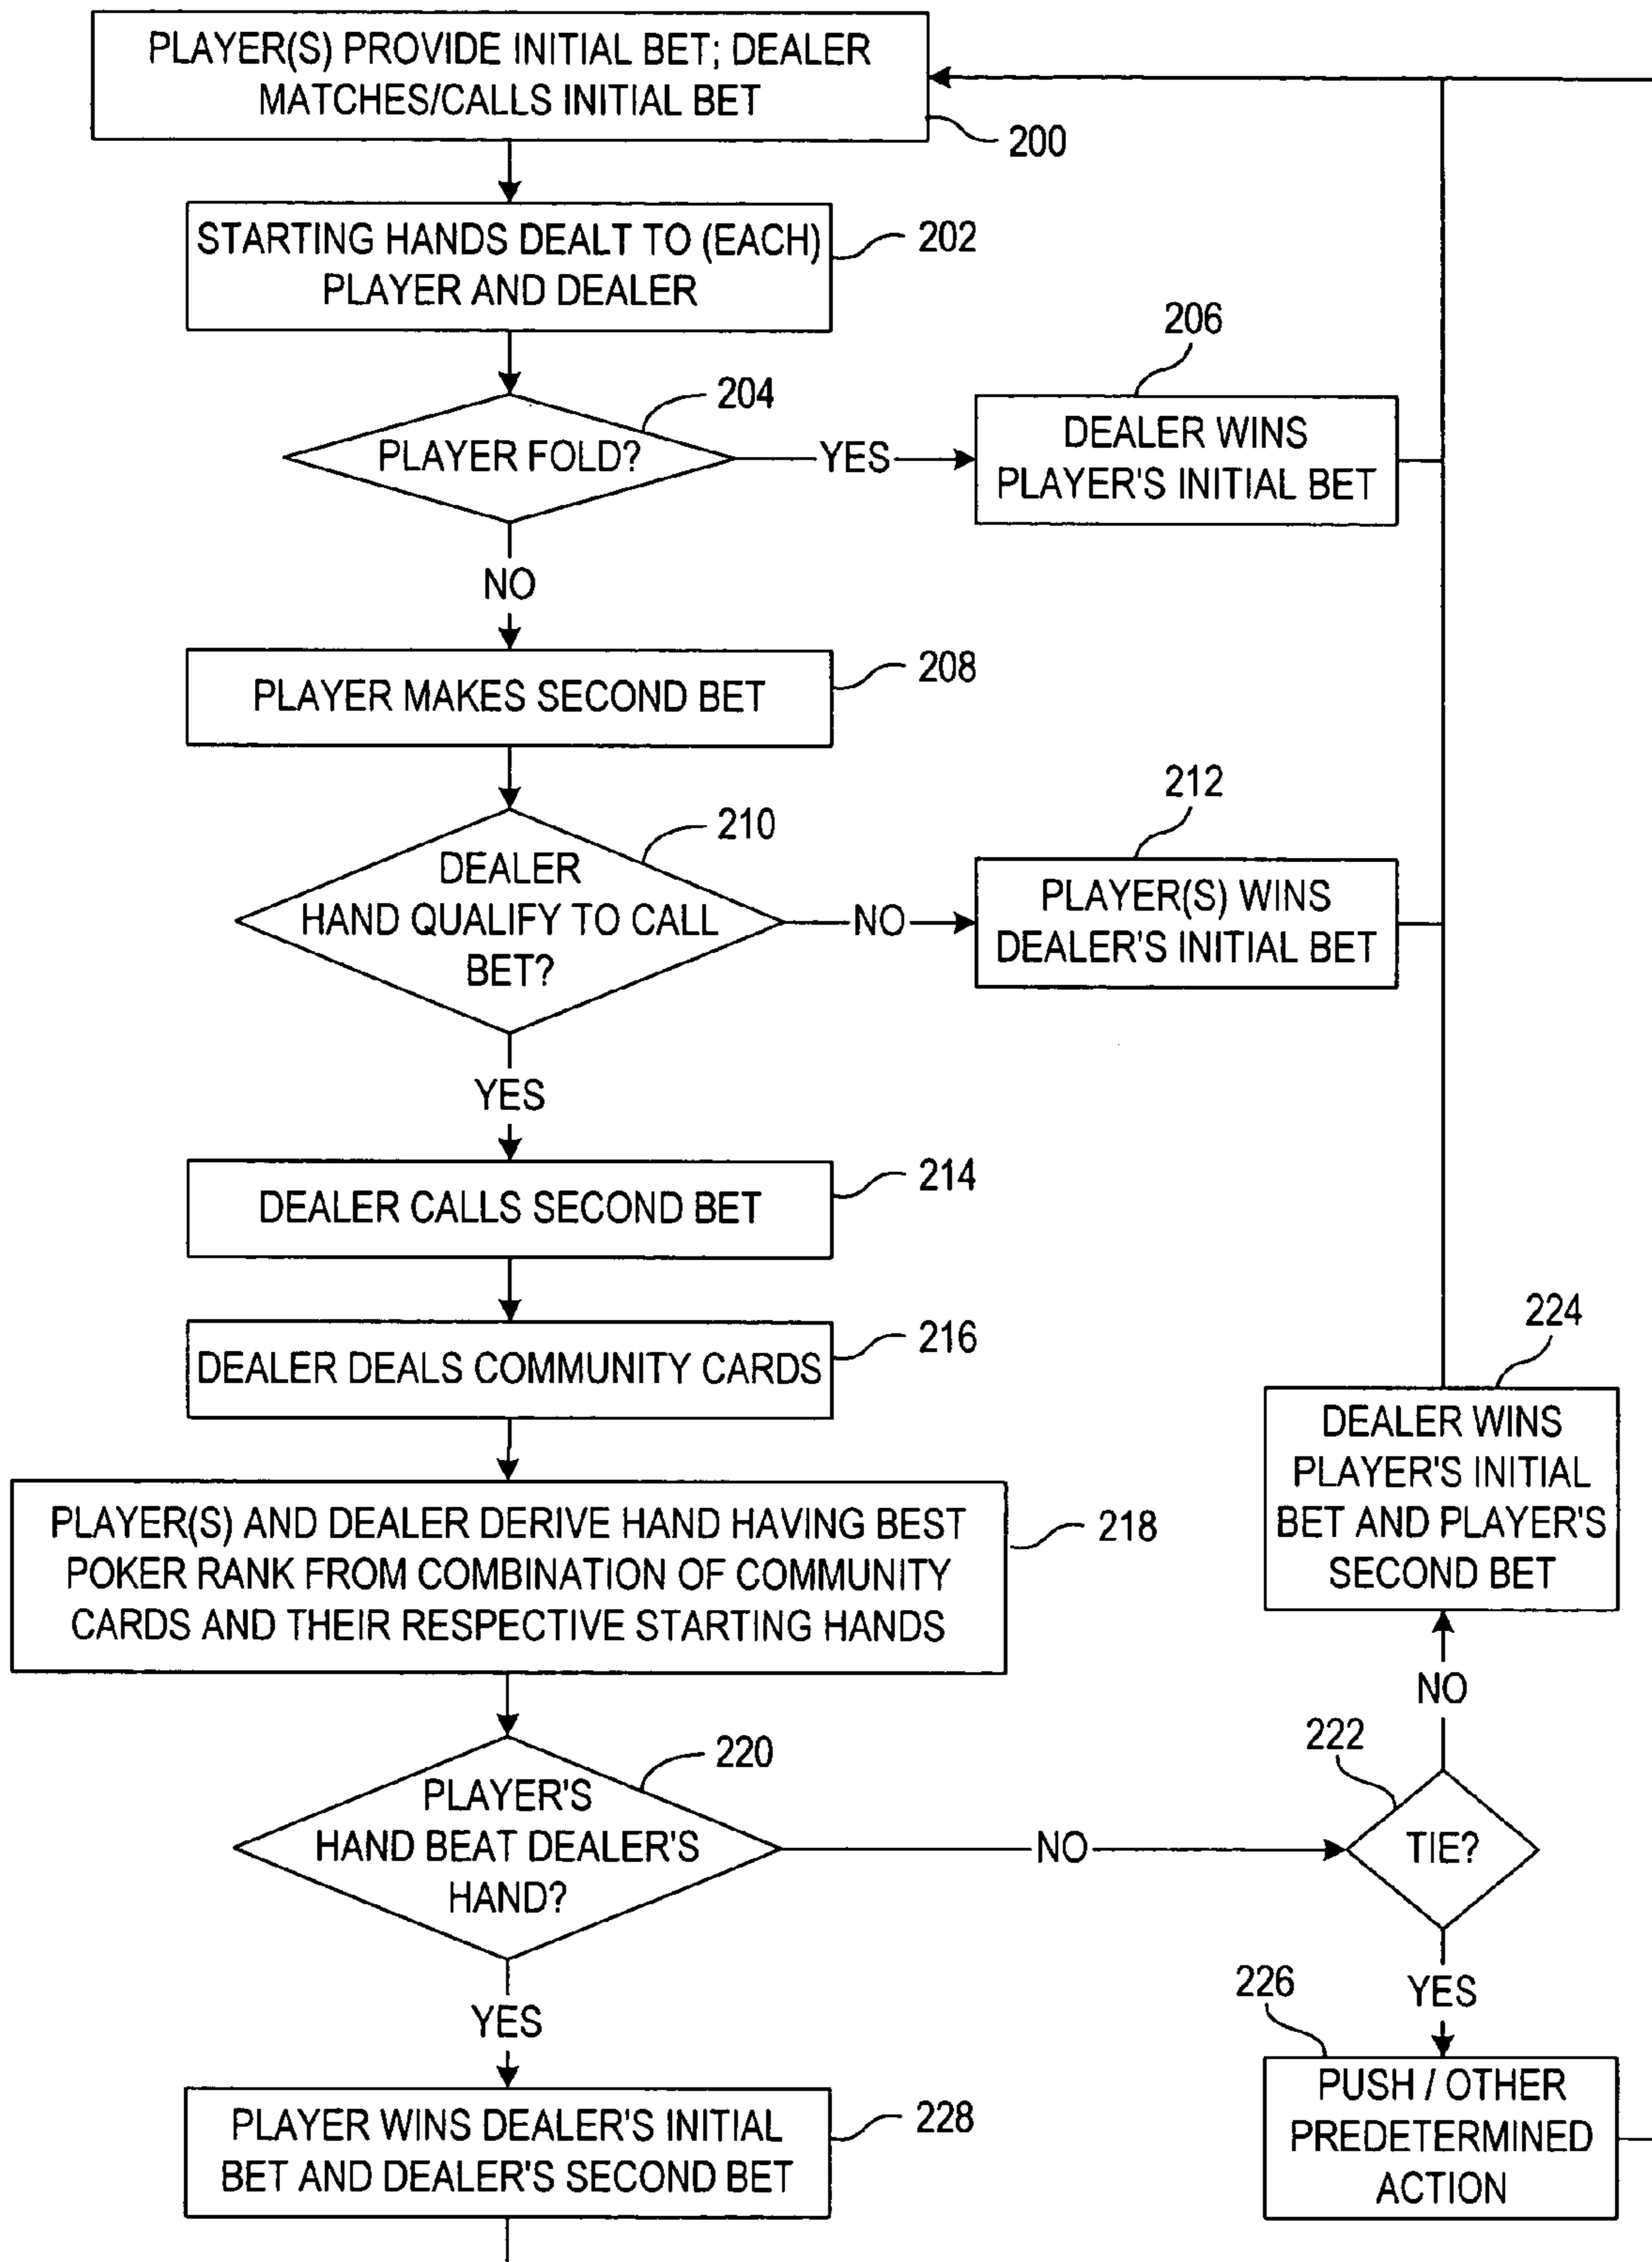 PLAYER(S) PROVIDE INITIAL BET; DEALER
MATCHES/CALLS INITIAL BET
200
STARTING HANDS DEALT TO (EACH)
PLAYER AND DEALER
202
204
PLAYER FOLD?
YES
206
DEALER WINS
PLAYER'S INITIAL BET
NO
PLAYER MAKES SECOND BET
208
210
DEALER
HAND QUALIFY TO CALL
BET?
NO
212
PLAYER(S) WINS
DEALER'S INITIAL BET
YES
DEALER CALLS SECOND BET
214
DEALER DEALS COMMUNITY CARDS
216
PLAYER(S) AND DEALER DERIVE HAND HAVING BEST
POKER RANK FROM COMBINATION OF COMMUNITY
CARDS AND THEIR RESPECTIVE STARTING HANDS
218
220
PLAYER'S
HAND BEAT DEALER'S
HAND?
NO
222
TIE?
NO
224
DEALER WINS
PLAYER'S INITIAL
BET AND PLAYER'S
SECOND BET
YES
226
PUSH / OTHER
PREDETERMINED
ACTION
YES
PLAYER WINS DEALER'S INITIAL
BET AND DEALER'S SECOND BET
228